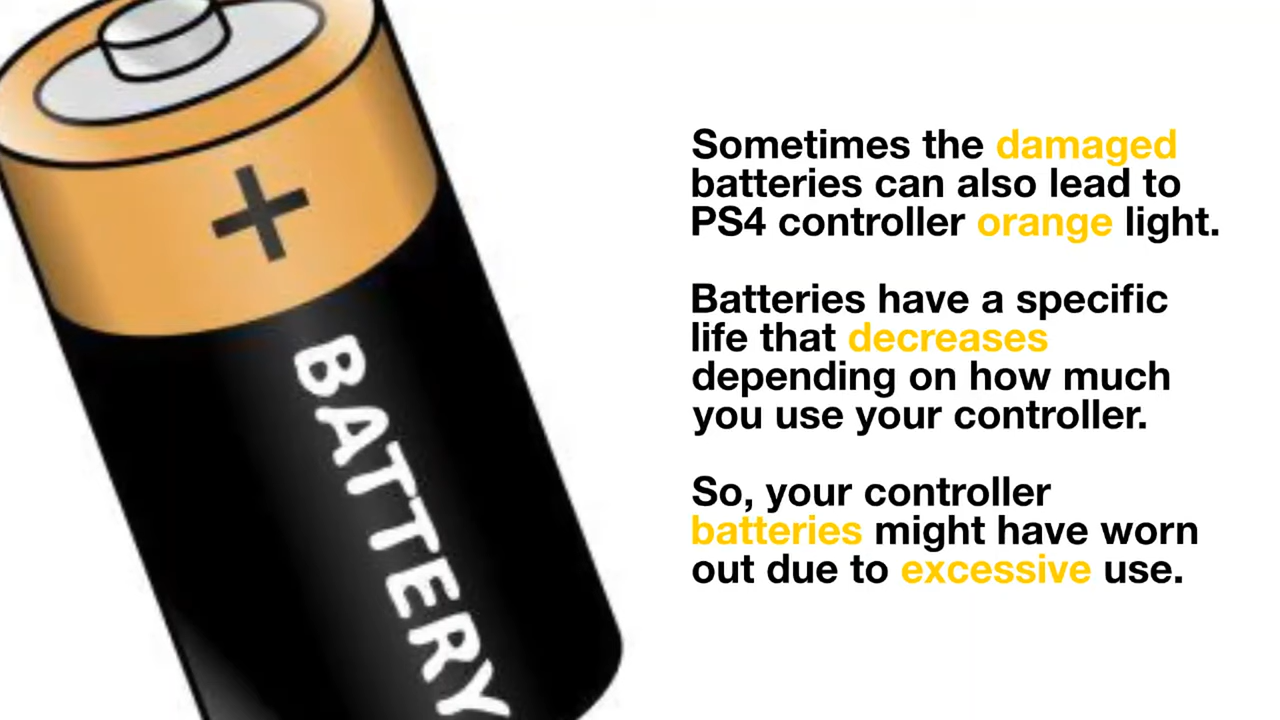 +
BATTERY
Sometimes the damaged
batteries can also lead to
PS4 controller orange light.
Batteries have a specific
life that decreases
depending on how much
you use your controller.
So, your controller
batteries might have worn
out due to excessive use.